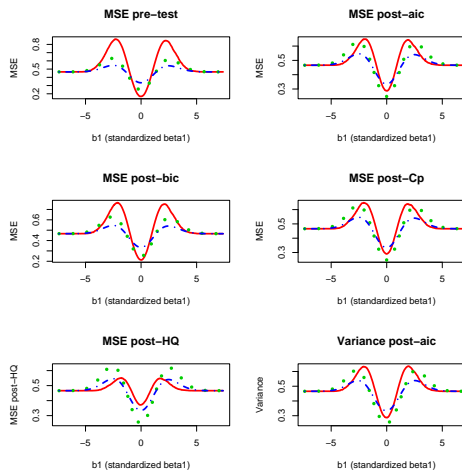 MSE pre−test
MSE
0.2
0.5
0.8
−5
0
5
b1 (standardized beta1)
MSE post−aic
MSE
0.3
0.5
−5
0
5
b1 (standardized beta1)
MSE post−bic
MSE
0.2
0.4
0.6
−5
0
5
b1 (standardized beta1)
MSE post−Cp
MSE
0.3
0.5
−5
0
5
b1 (standardized beta1)
MSE post−HQ
MSE post−HQ
0.3
0.5
−5
0
5
b1 (standardized beta1)
Variance post−aic
Variance
0.3
0.5
−5
0
5
b1 (standardized beta1)